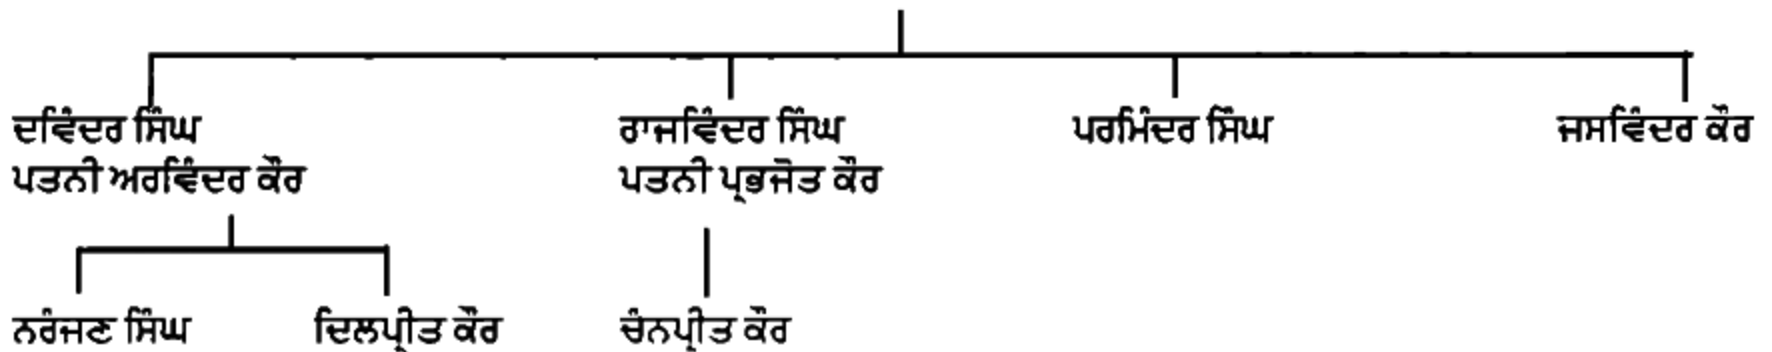 ਦਵਿੰਦਰ ਸਿੰਘ ਰਾਜਵਿੰਦਰ ਸਿੰਘ ਪਰਮਿੰਦਰ ਸਿੰਘ ਜਸਵਿੰਦਰ ਕੌਰ
ਪਤਨੀ ਅਰਵਿੰਦਰ ਕੌਰ ਪਤਨੀ ਪ੍ਰਭਜੋਤ ਕੌਰ
ਨਰੰਜਣ ਸਿੰਘ ਦਿਲਪ੍ਰੀਤ ਕੌਰ ਚੰਨਪ੍ਰੀਤ ਕੌਰ